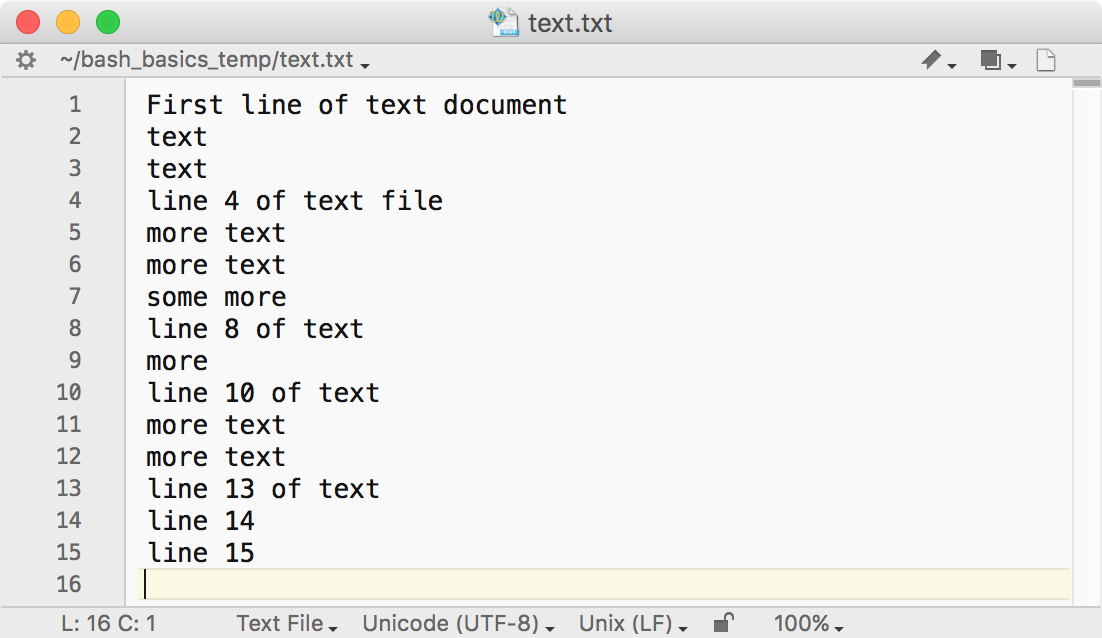 text.txt
~/bash_basics_temp/text.txt
1 First line of text document
2 text
3 text
4 line 4 of text file
5 more text
6 more text
7 some more
8 line 8 of text
9 more
10 line 10 of text
11 more text
12 more text
13 line 13 of text
14 line 14
15 line 15
16
L: 16 C: 1 Text File Unicode (UTF-8) Unix (LF) 100%